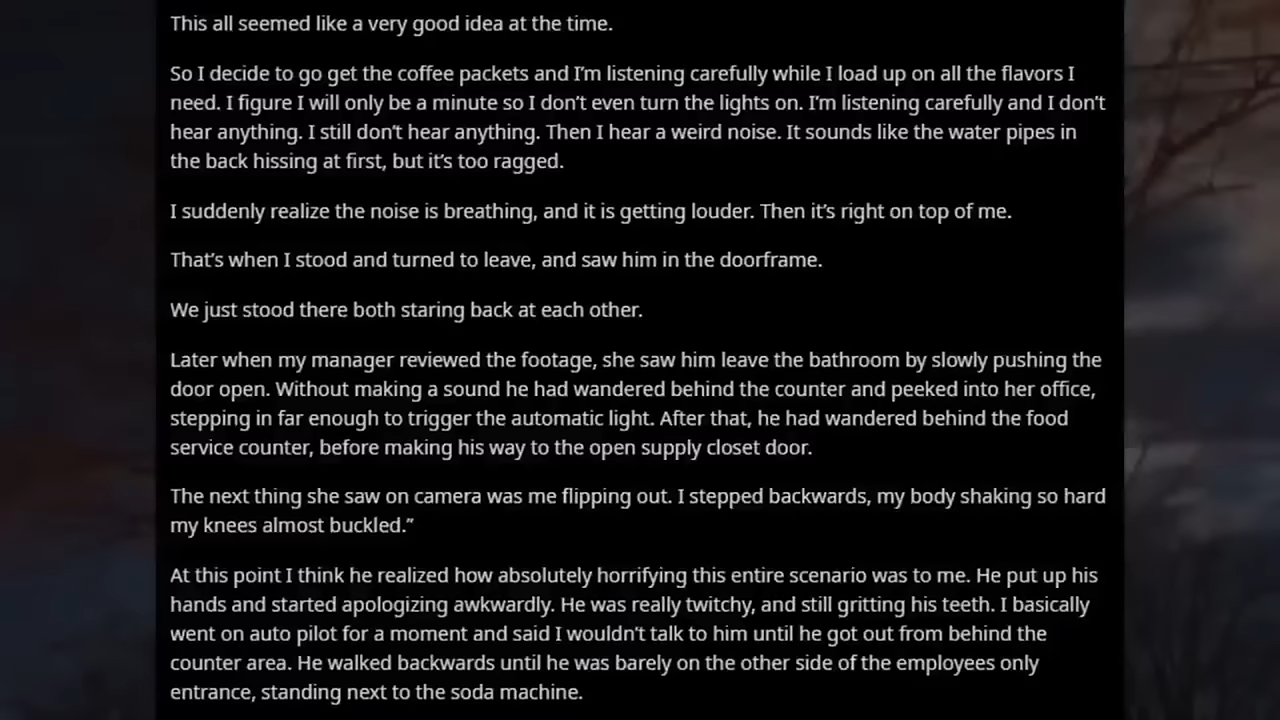 This all seemed like a very good idea at the time.
So I decide to go get the coffee packets and I’m listening carefully while I load up on all the flavors I
need. I figure I will only be a minute so I don’t even turn the lights on. I’m listening carefully and I don’t
hear anything. I still don’t hear anything. Then I hear a weird noise. It sounds like the water pipes in
the back hissing at first, but it’s too ragged.
I suddenly realize the noise is breathing, and it is getting louder. Then it’s right on top of me.
That’s when I stood and turned to leave, and saw him in the doorframe.
We just stood there both staring back at each other.
Later when my manager reviewed the footage, she saw him leave the bathroom by slowly pushing the
door open. Without making a sound he had wandered behind the counter and peeked into her office,
stepping in far enough to trigger the automatic light. After that, he had wandered behind the food
service counter, before making his way to the open supply closet door.
The next thing she saw on camera was me flipping out. I stepped backwards, my body shaking so hard
my knees almost buckled.”
At this point I think he realized how absolutely horrifying this entire scenario was to me. He put up his
hands and started apologizing awkwardly. He was really twitchy, and still gritting his teeth. I basically
went on auto pilot for a moment and said I wouldn’t talk to him until he got out from behind the
counter area. He walked backwards until he was barely on the other side of the employees only
entrance, standing next to the soda machine.